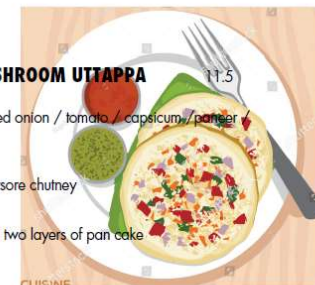 SHROOM UTTAPPA 11.5
ed onion / tomato / capsicum / paneer /
sore chutney
two layers of pan cake
CUISINE